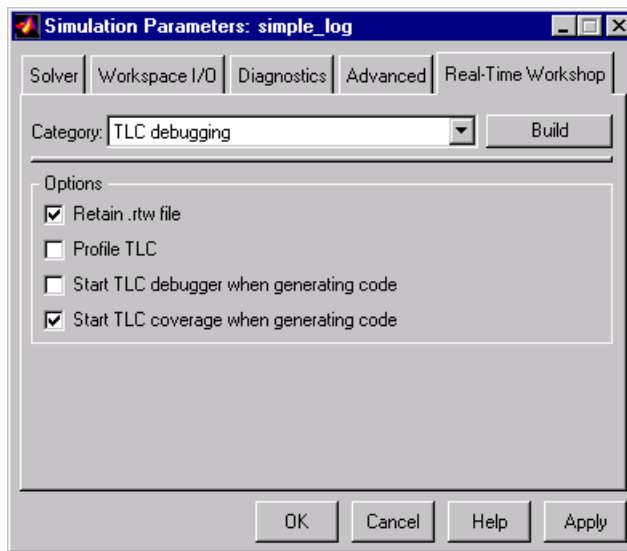 Simulation Parameters: simple_log
Solver Workspace I/O Diagnostics Advanced Real-Time Workshop
Category: TLC debugging Build
Options
Retain .rtw file
Profile TLC
Start TLC debugger when generating code
Start TLC coverage when generating code
OK Cancel Help Apply